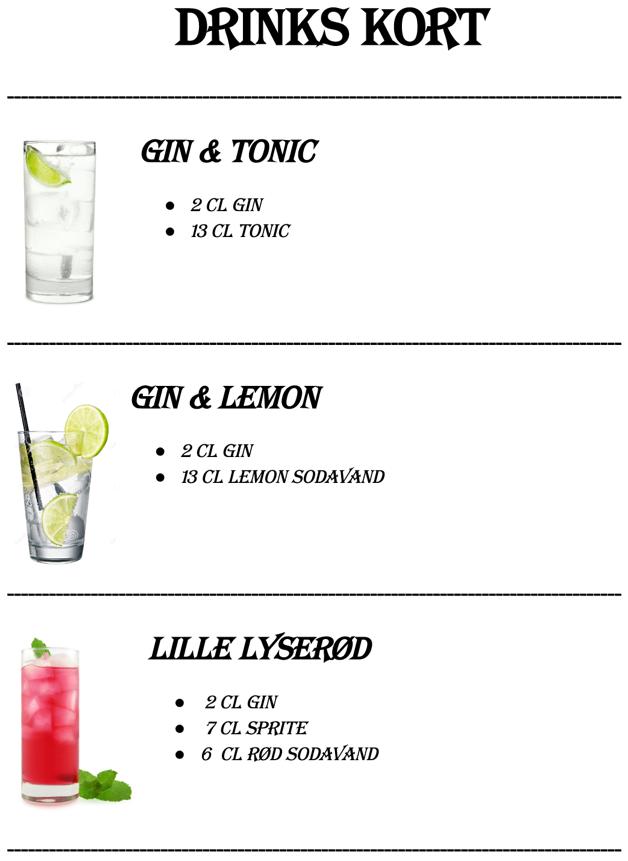 DRINKS KORT
GIN & TONIC
● 2 CL GIN
● 13 CL TONIC
GIN & LEMON
● 2 CL GIN
● 13 CL LEMON SODAVAND
LILLE LYSERØD
● 2 CL GIN
● 7 CL SPRITE
● 6 CL RØD SODAVAND